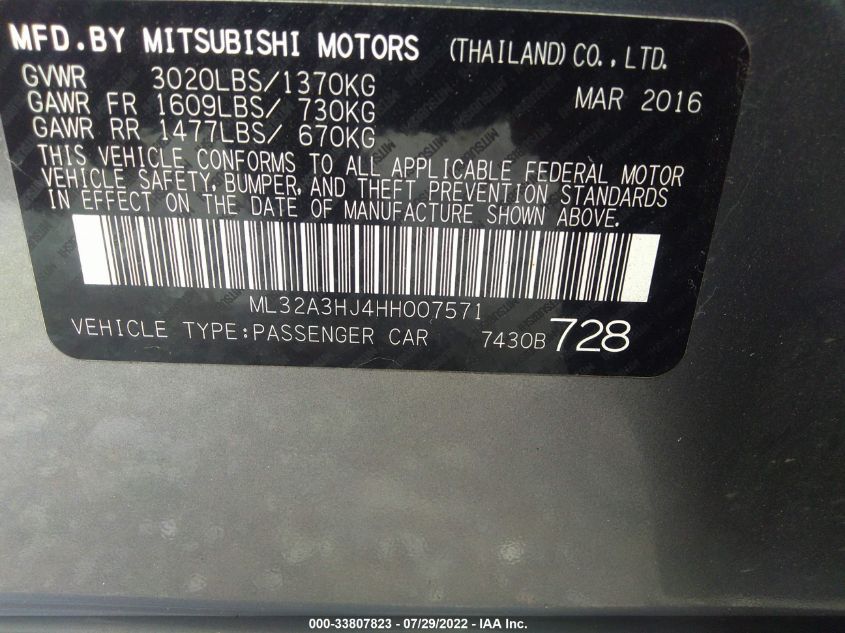 MFD.BY MITSUBISHI MOTORS (THAILAND) CO., LTD.
GVWR 3020LBS/1370KG MAR 2016
GAWR FR 1609LBS/ 730KG
GAWR RR 1477LBS/ 670KG
THIS VEHICLE CONFORMS TO ALL APPLICABLE FEDERAL MOTOR
VEHICLE SAFETY, BUMPER, AND THEFT PREVENTION STANDARDS
IN EFFECT ON THE DATE OF MANUFACTURE SHOWN ABOVE.
ML32A3HJ4HH007571
VEHICLE TYPE:PASSENGER CAR 7430B 728
000-33807823 - 07/29/2022 - IAA Inc.